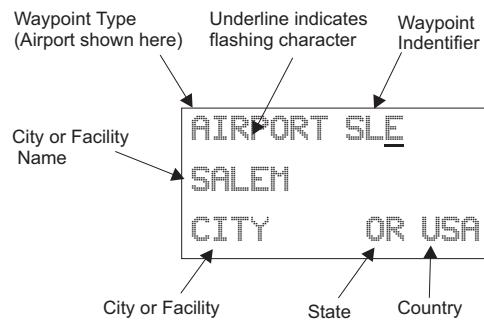 Waypoint Type
(Airport shown here)
Underline indicates
flashing character
Waypoint
Indentifier
AIRPORT SLE
City or Facility
Name
SALEM
CITY OR USA
City or Facility
State
Country